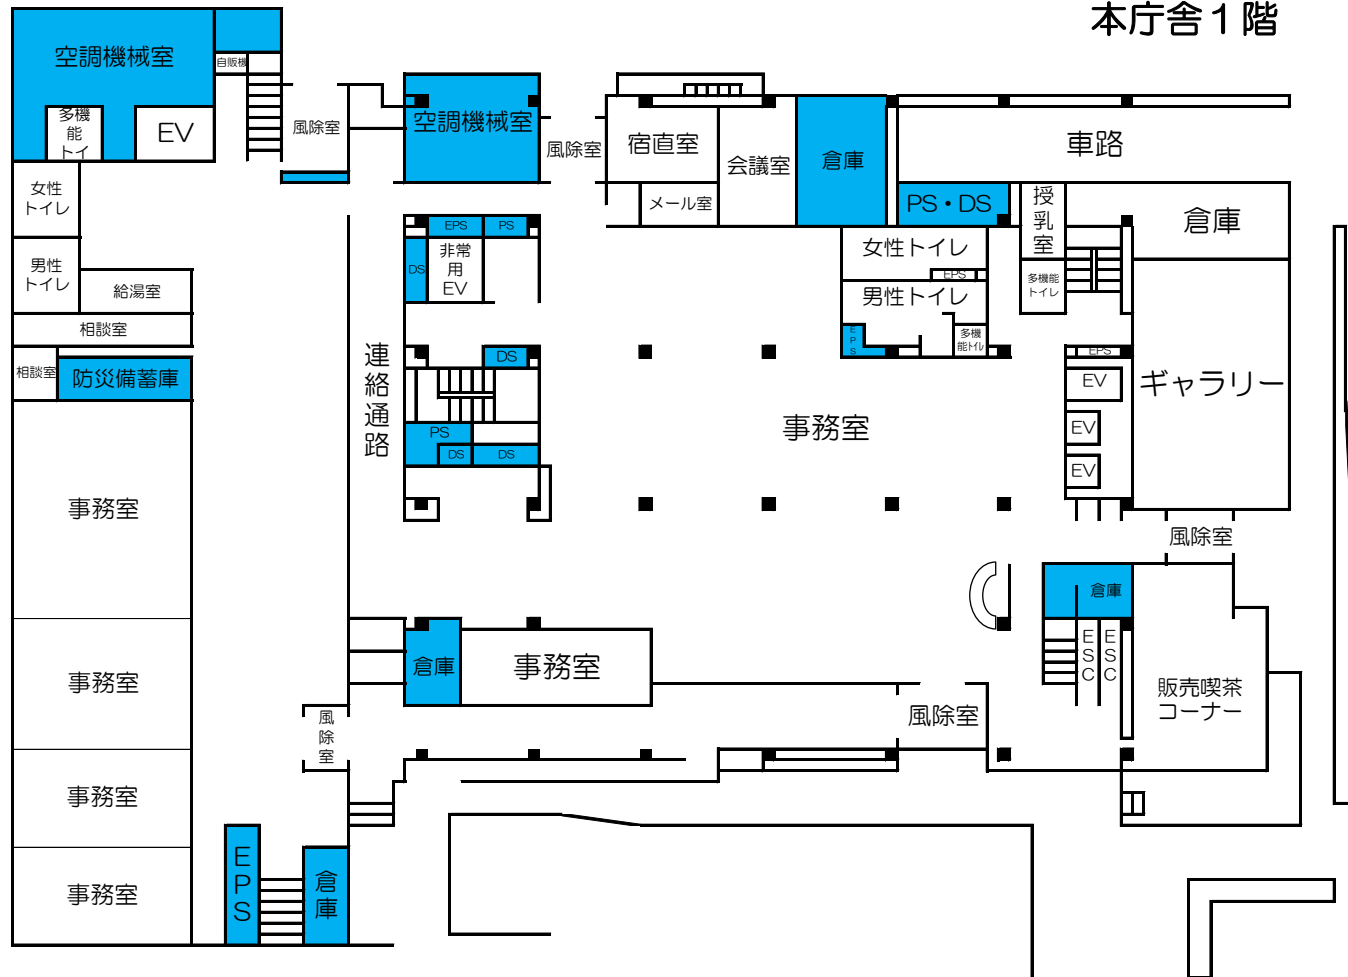 本庁舎１階
空調機械室
自販機
多機
能
トイ
EV
風除室
空調機械室
風除室
宿直室
会議室
倉庫
車路
女性
トイレ
メール室
PS・DS
授
乳
室
倉庫
EPS
PS
DS
非常
用
EV
女性トイレ
EPS
男性
トイレ
給湯室
男性トイレ
多機能
トイレ
相談室
E
P
S
多機
能トイレ
相談室
防災備蓄庫
連
絡
通
路
DS
EPS
EV
ギャラリー
PS
DS
DS
事務室
EV
EV
事務室
風除室
倉庫
E
S
C
E
S
C
事務室
倉庫
事務室
販売喫茶
コーナー
風
除
室
風除室
事務室
E
P
S
倉
庫
事務室